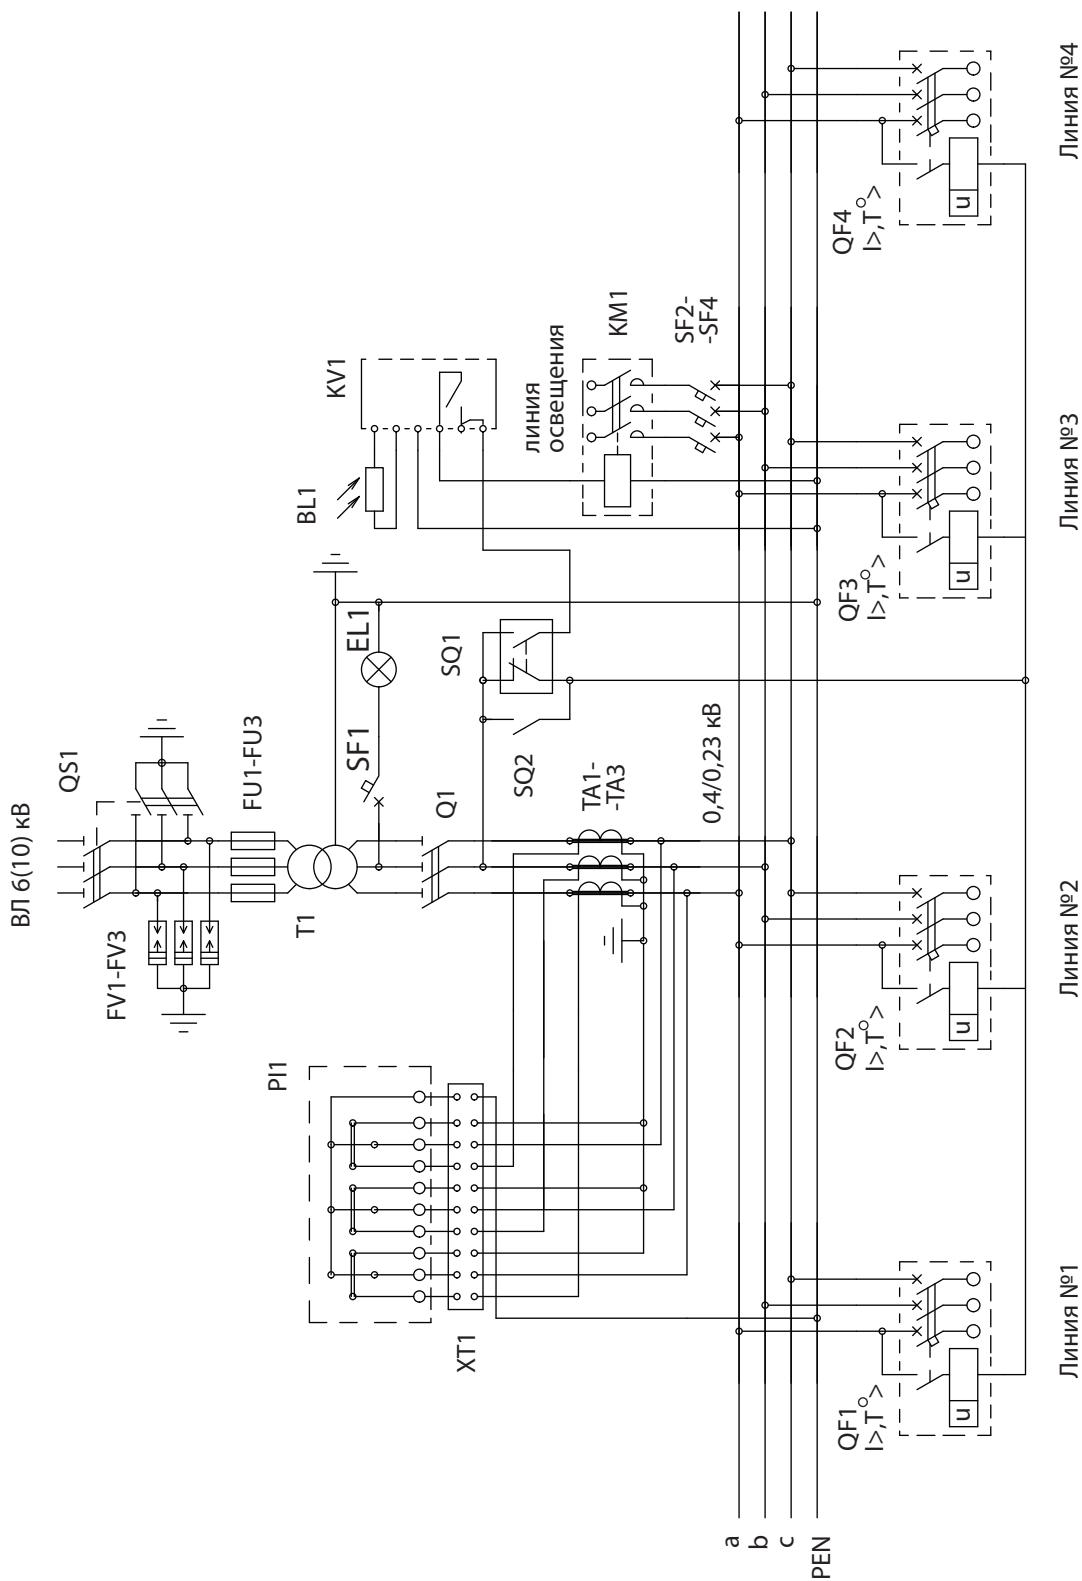 ВЛ 6(10) кВ
QS1
FV1-FV3
FU1-FU3
T1
SF1
EL1
Q1
BL1
KV1
SQ1
SQ2
TA1-
-TA3
0,4/0,23 кВ
ЛИНИЯ
ОСВЕЩЕНИЯ
KM1
SF2-
-SF4
PI1
XT1
a
b
c
PEN
QF1
I>,T°>
u
Линия №1
QF2
I>,T°>
u
Линия №2
QF3
I>,T°>
u
Линия №3
QF4
I>,T°>
u
Линия №4